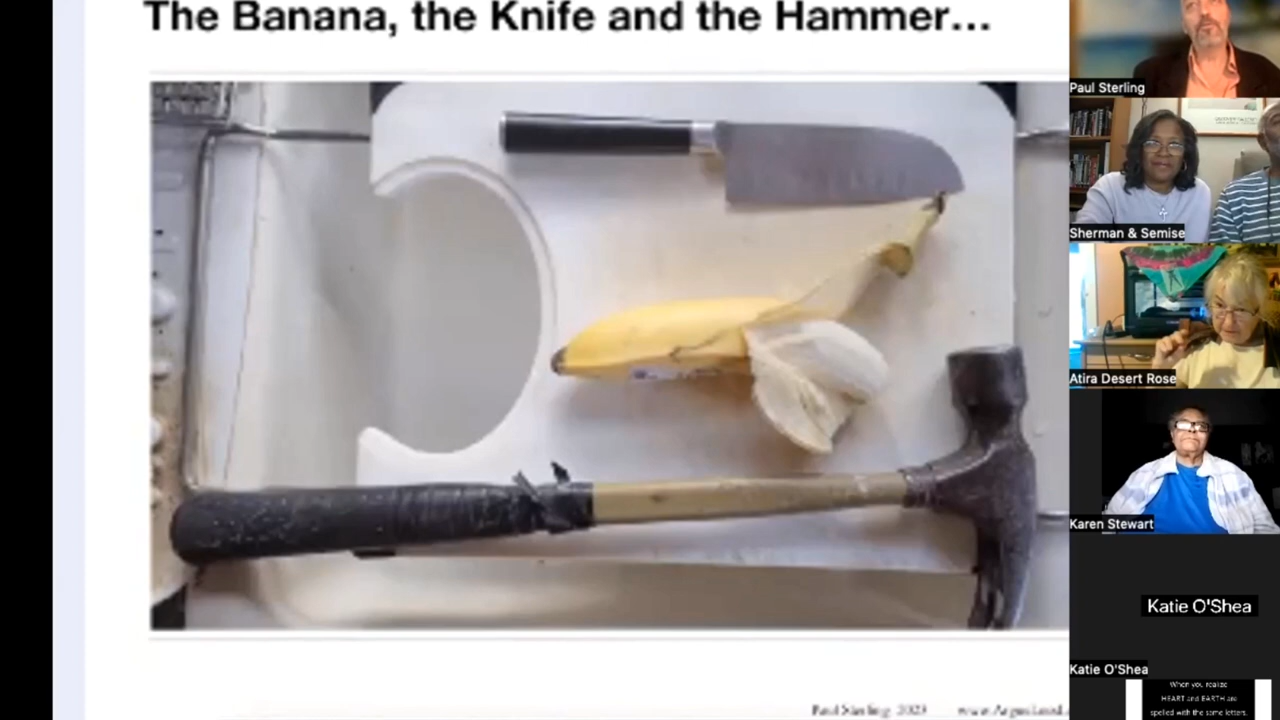 The Banana, the Knife and the Hammer…
Paul Sterling
Sherman & Semise
Atira Desert Rose
Karen Stewart
Katie O'Shea
Katie O'Shea
When you realize
HEART and EARTH are
spelled with the same letters,
Paul Sterling, 2023